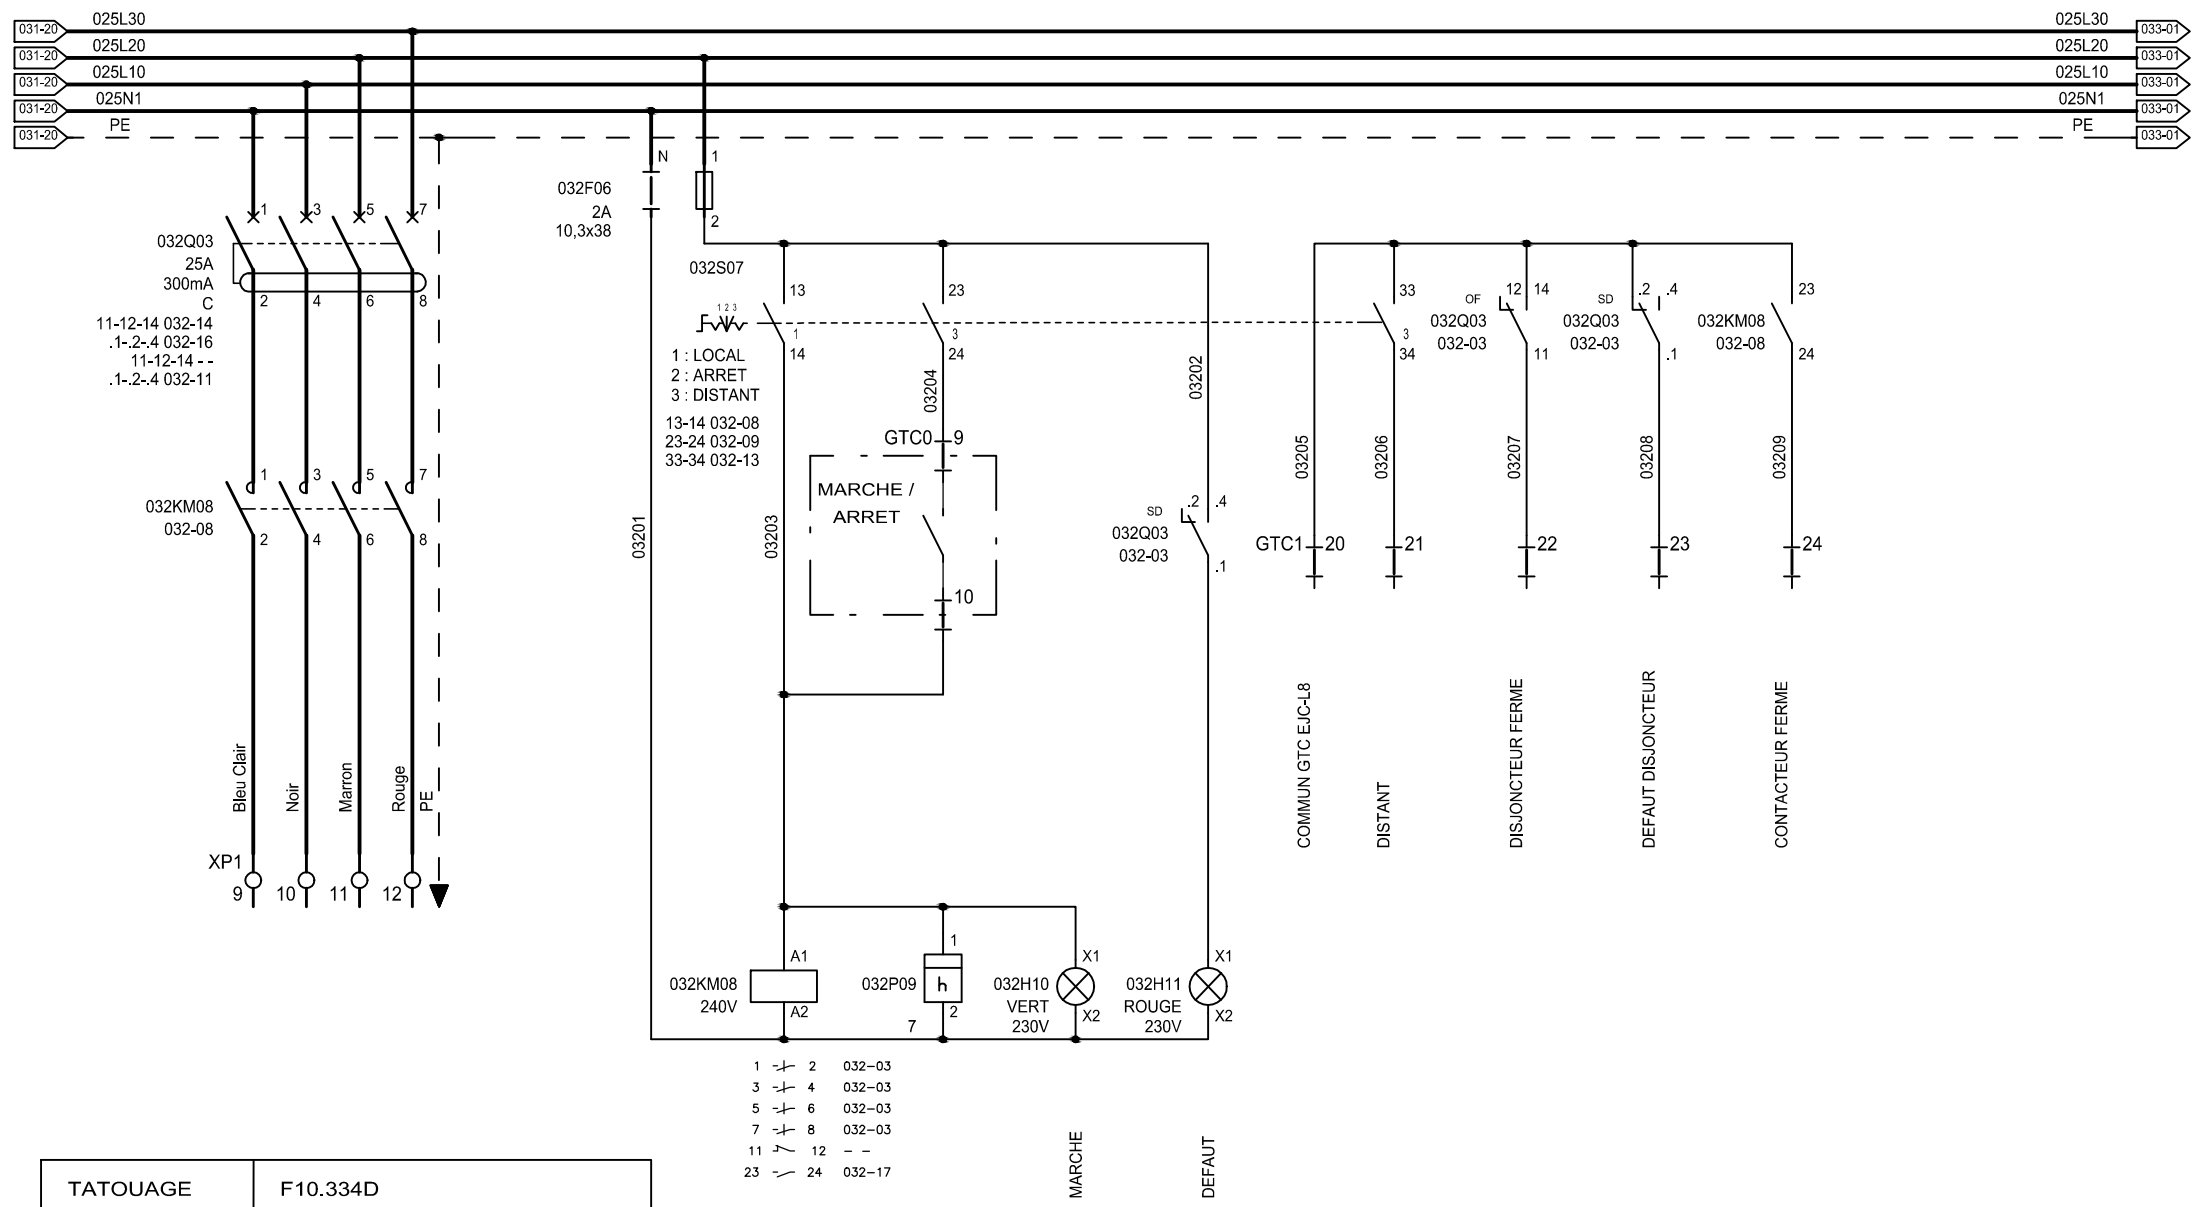 031-20
025L30
025L30
033-01
031-20
025L20
025L20
033-01
031-20
025L10
025L10
033-01
031-20
025N1
025N1
033-01
031-20
PE
PE
033-01
1
3
5
7
032Q03
25A
300mA
C
2
4
6
8
11-12-14 032-14
.1-.2-.4 032-16
11-12-14 - -
.1-.2-.4 032-11
1
3
5
7
032KM08
032-08
2
4
6
8
Bleu Clair
Noir
Marron
Rouge
PE
XP1
9
10
11
12
N
1
032F06
2A
10,3x38
2
03201
032S07
1 2 3
1 : LOCAL
2 : ARRET
3 : DISTANT
13-14 032-08
23-24 032-09
33-34 032-13
13
1
14
03203
23
3
24
03204
GTC0
9
MARCHE /
ARRET
10
03202
SD
.2
.4
032Q03
032-03
.1
33
3
34
OF
12
14
032Q03
032-03
11
SD
.2
.4
032Q03
032-03
.1
23
032KM08
032-08
24
03205
03206
03207
03208
03209
GTC1
20
21
22
23
24
COMMUN GTC EJC-L8
DISTANT
DISJONCTEUR FERME
DEFAUT DISJONCTEUR
CONTACTEUR FERME
A1
032KM08
240V
A2
1
032P09
h
2
7
X1
032H10
VERT
230V
X2
X1
032H11
ROUGE
230V
X2
1 2 032-03
3 4 032-03
5 6 032-03
7 8 032-03
11 12 - -
23 24 032-17
MARCHE
DEFAUT
TATOUAGE
F10.334D